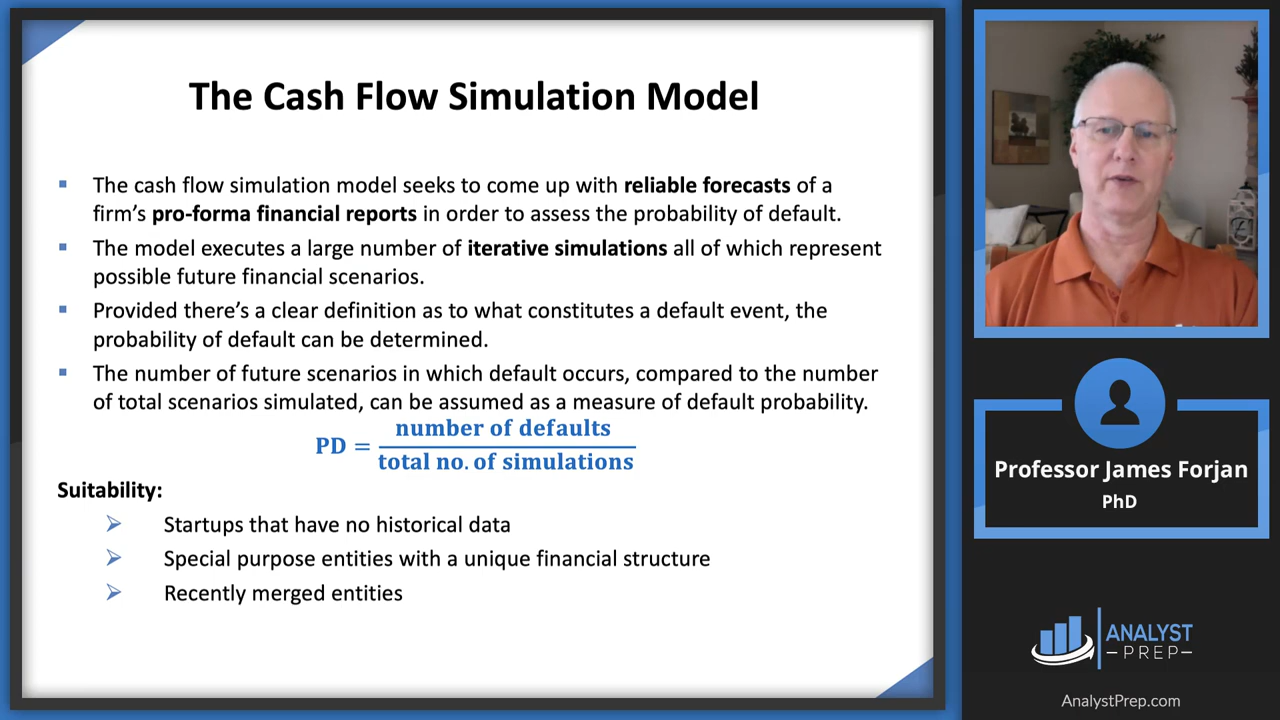 The Cash Flow Simulation Model
▪ The cash flow simulation model seeks to come up with reliable forecasts of a
firm’s pro-forma financial reports in order to assess the probability of default.
▪ The model executes a large number of iterative simulations all of which represent
possible future financial scenarios.
▪ Provided there’s a clear definition as to what constitutes a default event, the
probability of default can be determined.
▪ The number of future scenarios in which default occurs, compared to the number
of total scenarios simulated, can be assumed as a measure of default probability.
PD = number of defaults / total no. of simulations
Suitability:
➢ Startups that have no historical data
➢ Special purpose entities with a unique financial structure
➢ Recently merged entities
Professor James Forjan
PhD
ANALYST
PREP
AnalystPrep.com